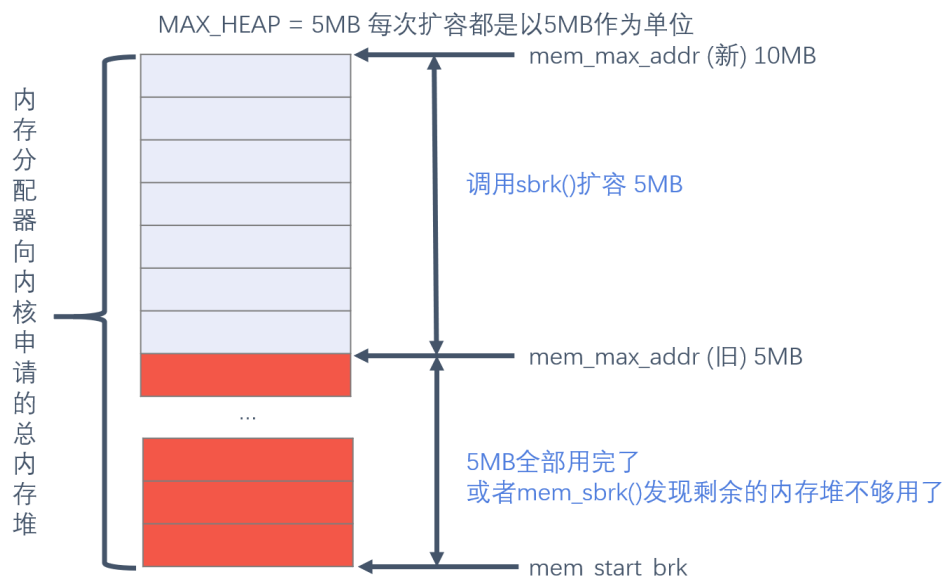 MAX_HEAP = 5MB 每次扩容都是以5MB作为单位
mem_max_addr (新) 10MB
内存分配器向内核申请的总内存堆
调用sbrk()扩容 5MB
mem_max_addr (旧) 5MB
...
5MB全部用完了
或者mem_sbrk()发现剩余的内存堆不够用了
mem_start_brk